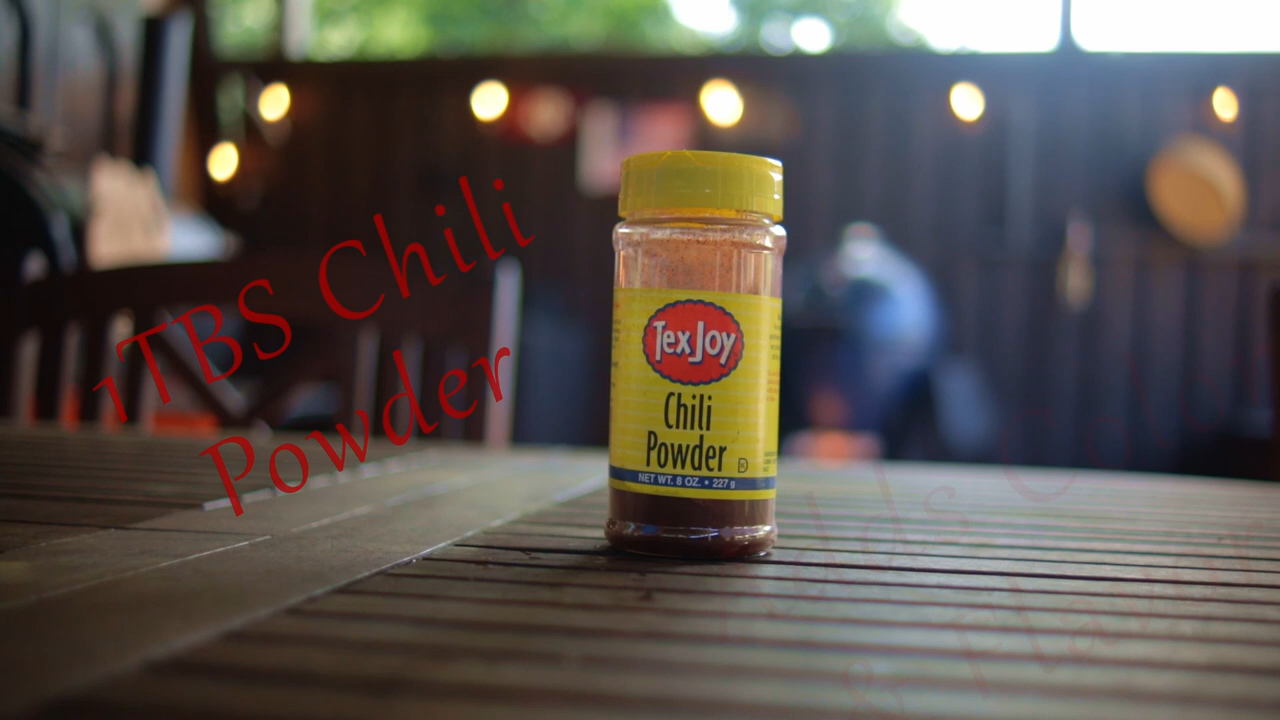 1TBS Chili
Powder
TexJoy
Chili
Powder
NET WT. 8 OZ. • 227 g